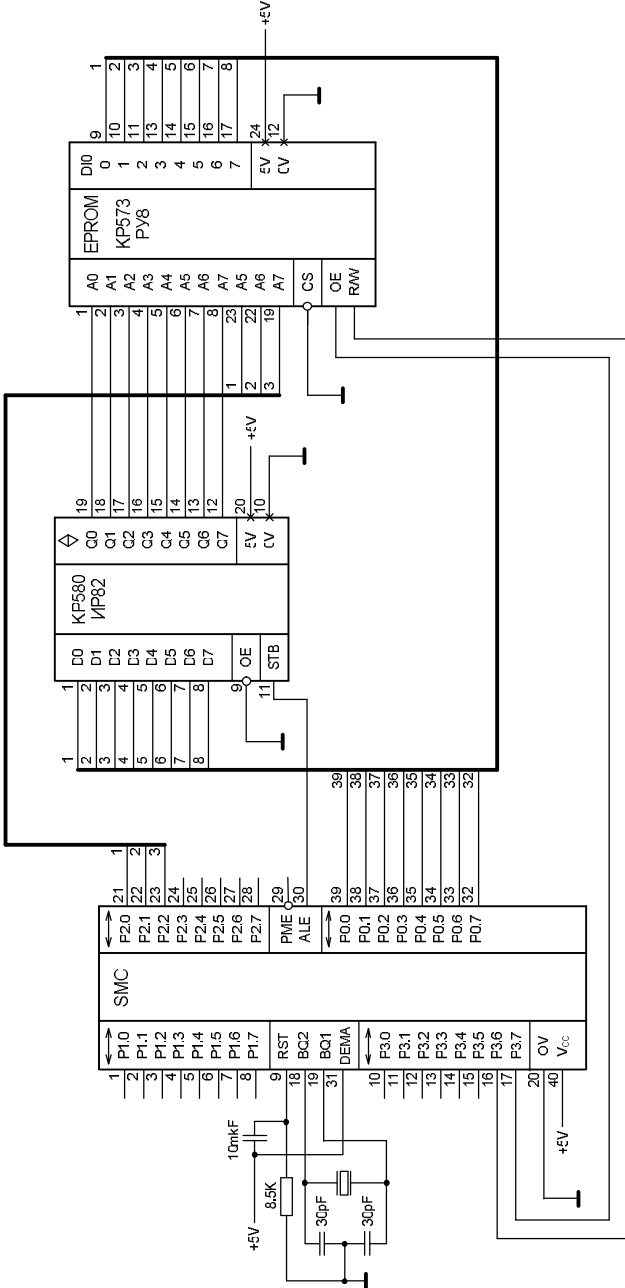 +5V
10mkF
8.5K
30pF
30pF
1 P1.0
2 P1.1
3 P1.2
4 P1.3
5 P1.4
6 P1.5
7 P1.6
8 P1.7
9 RST
18 BQ2
19 BQ1
31 DEMA
10 P3.0
11 P3.1
12 P3.2
13 P3.3
14 P3.4
15 P3.5
16 P3.6
17 P3.7
20 OV
40 Vcc
+5V
SMC
P2.0 21 1
P2.1 22 2
P2.2 23 3
P2.3 24
P2.4 25
P2.5 26
P2.6 27
P2.7 28
PME 29
ALE 30
P0.0 39 39
P0.1 38 38
P0.2 37 37
P0.3 36 36
P0.4 35 35
P0.5 34 34
P0.6 33 33
P0.7 32 32
1 1 D0
2 2 D1
3 3 D2
4 4 D3
5 5 D4
6 6 D5
7 7 D6
8 8 D7
9 OE
11 STB
КР580
ИР82
Q0 19
Q1 18
Q2 17
Q3 16
Q4 15
Q5 14
Q6 13
Q7 12
5V 20 +5V
0V 10
1 A0
2 A1
3 A2
4 A3
5 A4
6 A5
7 A6
8 A7
1 23 A5
2 22 A6
3 19 A7
CS
OE
R/W
EPROM
КР573
РУ8
DI0
0 9 1
1 10 2
2 11 3
3 13 4
4 14 5
5 15 6
6 16 7
7 17 8
5V 24 +5V
0V 12